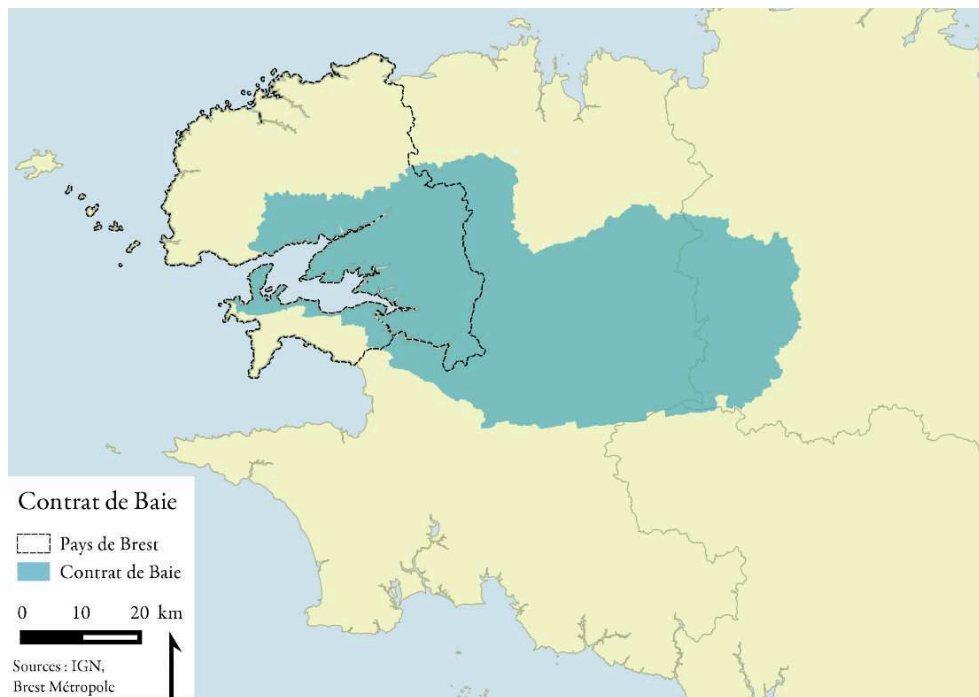 Contrat de Baie
Pays de Brest
Contrat de Baie
0 10 20 km
Sources : IGN,
Brest Métropole